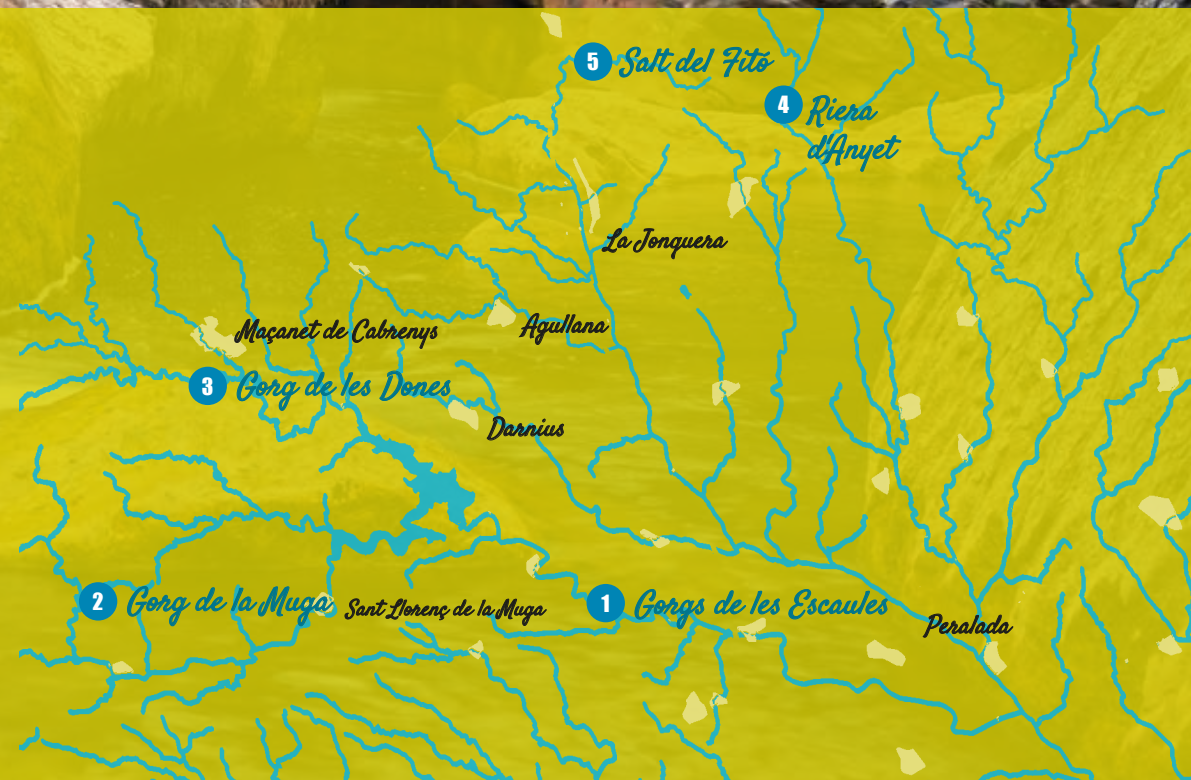 5 Salt del Fitó
4 Riera
d'Anyet
La Jonquera
Maçanet de Cabrenys
Agullana
3 Gorg de les Dones
Darnius
2 Gorg de la Muga
Sant Llorenç de la Muga
1 Gorgs de les Escaules
Peralada